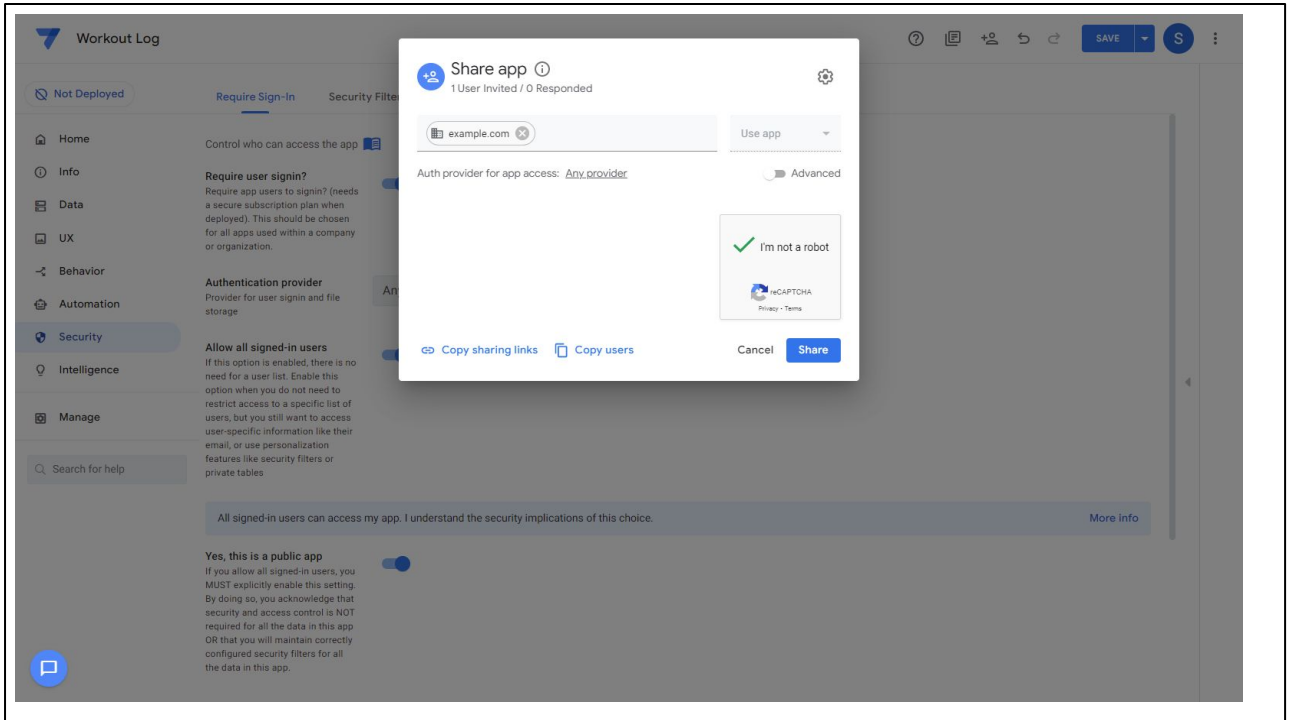 Workout Log
SAVE
S
Not Deployed
Require Sign-In
Security Filte
Home
Info
Data
UX
Behavior
Automation
Security
Intelligence
Manage
Search for help
Control who can access the app
Require user signin?
Require app users to signin? (needs
a secure subscription plan when
deployed). This should be chosen
for all apps used within a company
or organization.
Authentication provider
Provider for user signin and file
storage
An
Allow all signed-in users
If this option is enabled, there is no
need for a user list. Enable this
option when you do not need to
restrict access to a specific list of
users, but you still want to access
user-specific information like their
email, or use personalization
features like security filters or
private tables
All signed-in users can access my app. I understand the security implications of this choice.
More info
Yes, this is a public app
If you allow all signed-in users, you
MUST explicitly enable this setting.
By doing so, you acknowledge that
security and access control is NOT
required for all the data in this app
OR that you will maintain correctly
configured security filters for all
the data in this app.
Share app
1 User Invited / 0 Responded
example.com
Use app
Auth provider for app access: Any provider
Advanced
I'm not a robot
reCAPTCHA
Privacy - Terms
Copy sharing links
Copy users
Cancel
Share